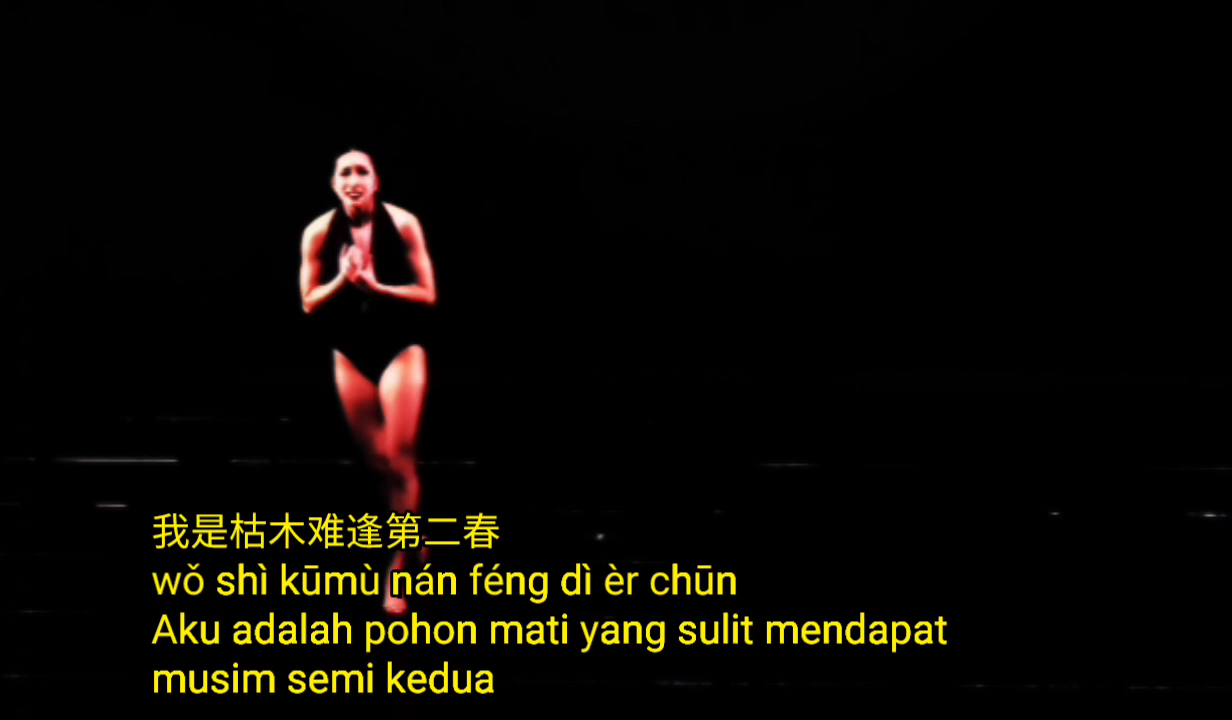 我是枯木难逢第二春
wǒ shì kūmù nán féng dì èr chūn
Aku adalah pohon mati yang sulit mendapat
musim semi kedua